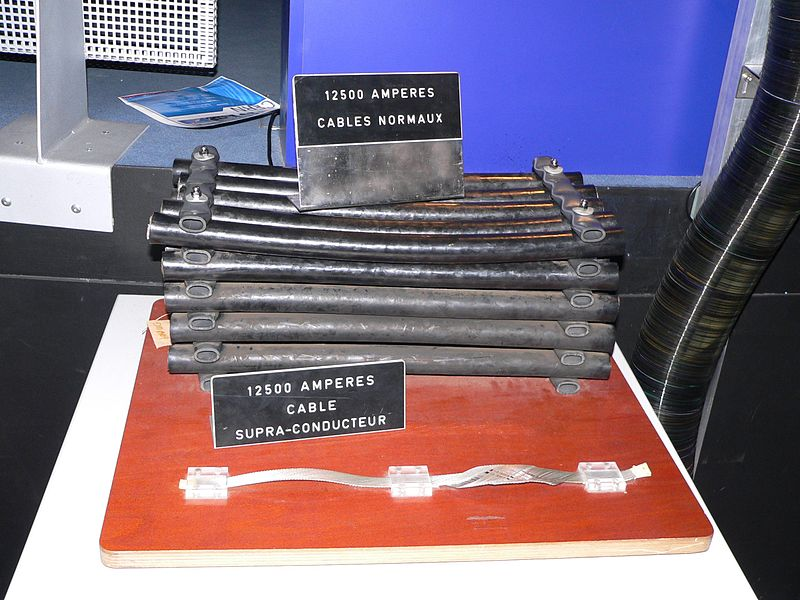 12500 AMPERES
CABLES NORMAUX
12500 AMPERES
CABLE
SUPRA-CONDUCTEUR